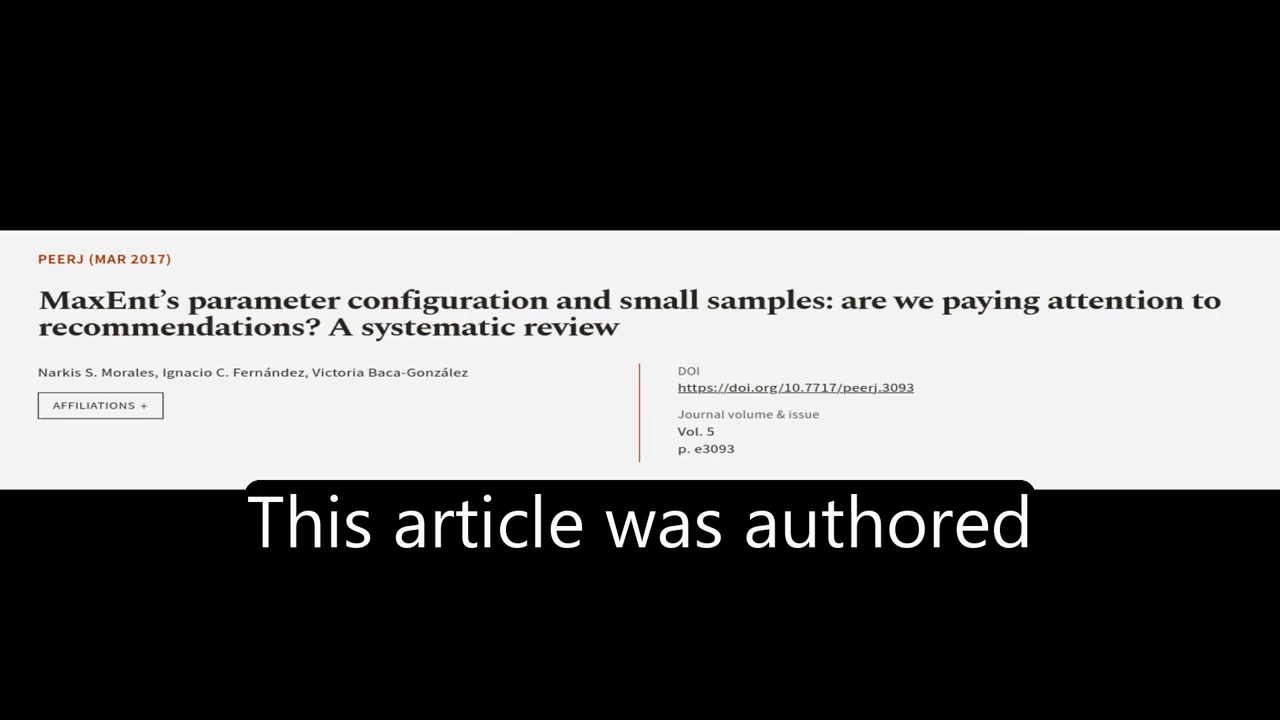 PEERJ (MAR 2017)
MaxEnt’s parameter configuration and small samples: are we paying attention to
recommendations? A systematic review
Narkis S. Morales, Ignacio C. Fernández, Victoria Baca-González
AFFILIATIONS +
DOI
https://doi.org/10.7717/peerj.3093
Journal volume & issue
Vol. 5
p. e3093
This article was authored